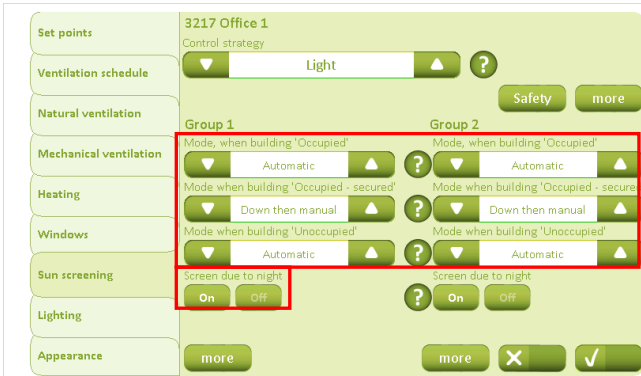 3217 Office 1
Control strategy
Light
?
Safety
more
Set points
Ventilation schedule
Natural ventilation
Mechanical ventilation
Heating
Windows
Sun screening
Lighting
Appearance
Group 1
Group 2
Mode, when building 'Occupied'
Mode, when building 'Occupied'
Automatic
?
Automatic
Mode when building 'Occupied - secured'
Mode when building 'Occupied - secured
Down then manual
?
Down then manual
Mode when building 'Unoccupied'
Mode when building 'Unoccupied'
Automatic
?
Automatic
Screen due to night
Screen due to night
On
Off
?
On
Off
more
more